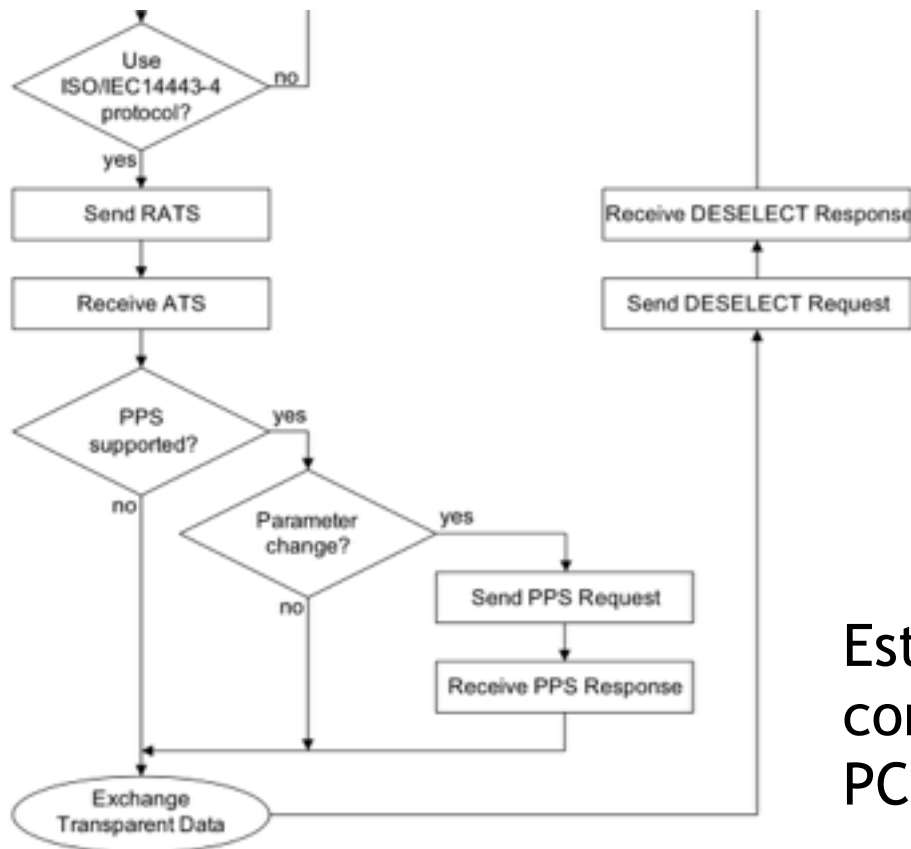 Use
ISO/IEC14443-4
protocol?
no
yes
Send RATS
Receive DESELECT Response
Receive ATS
Send DESELECT Request
PPS
supported?
yes
no
Parameter
change?
yes
no
Send PPS Request
Receive PPS Response
Exchange
Transparent Data
Est
PC